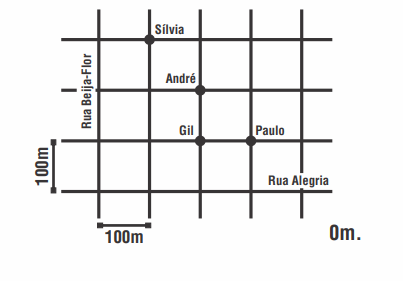 Sílvia
Rua Beija-Flor
André
Gil
Paulo
100m
Rua Alegria
100m
0m.